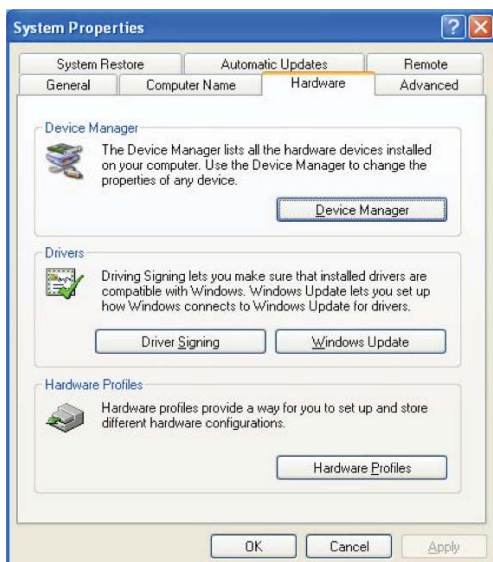 System Properties
System Restore Automatic Updates Remote
General Computer Name Hardware Advanced
Device Manager
The Device Manager lists all the hardware devices installed
on your computer. Use the Device Manager to change the
properties of any device.
Device Manager
Drivers
Driving Signing lets you make sure that installed drivers are
compatible with Windows. Windows Update lets you set up
how Windows connects to Windows Update for drivers.
Driver Signing Windows Update
Hardware Profiles
Hardware profiles provide a way for you to set up and store
different hardware configurations.
Hardware Profiles
OK Cancel Apply